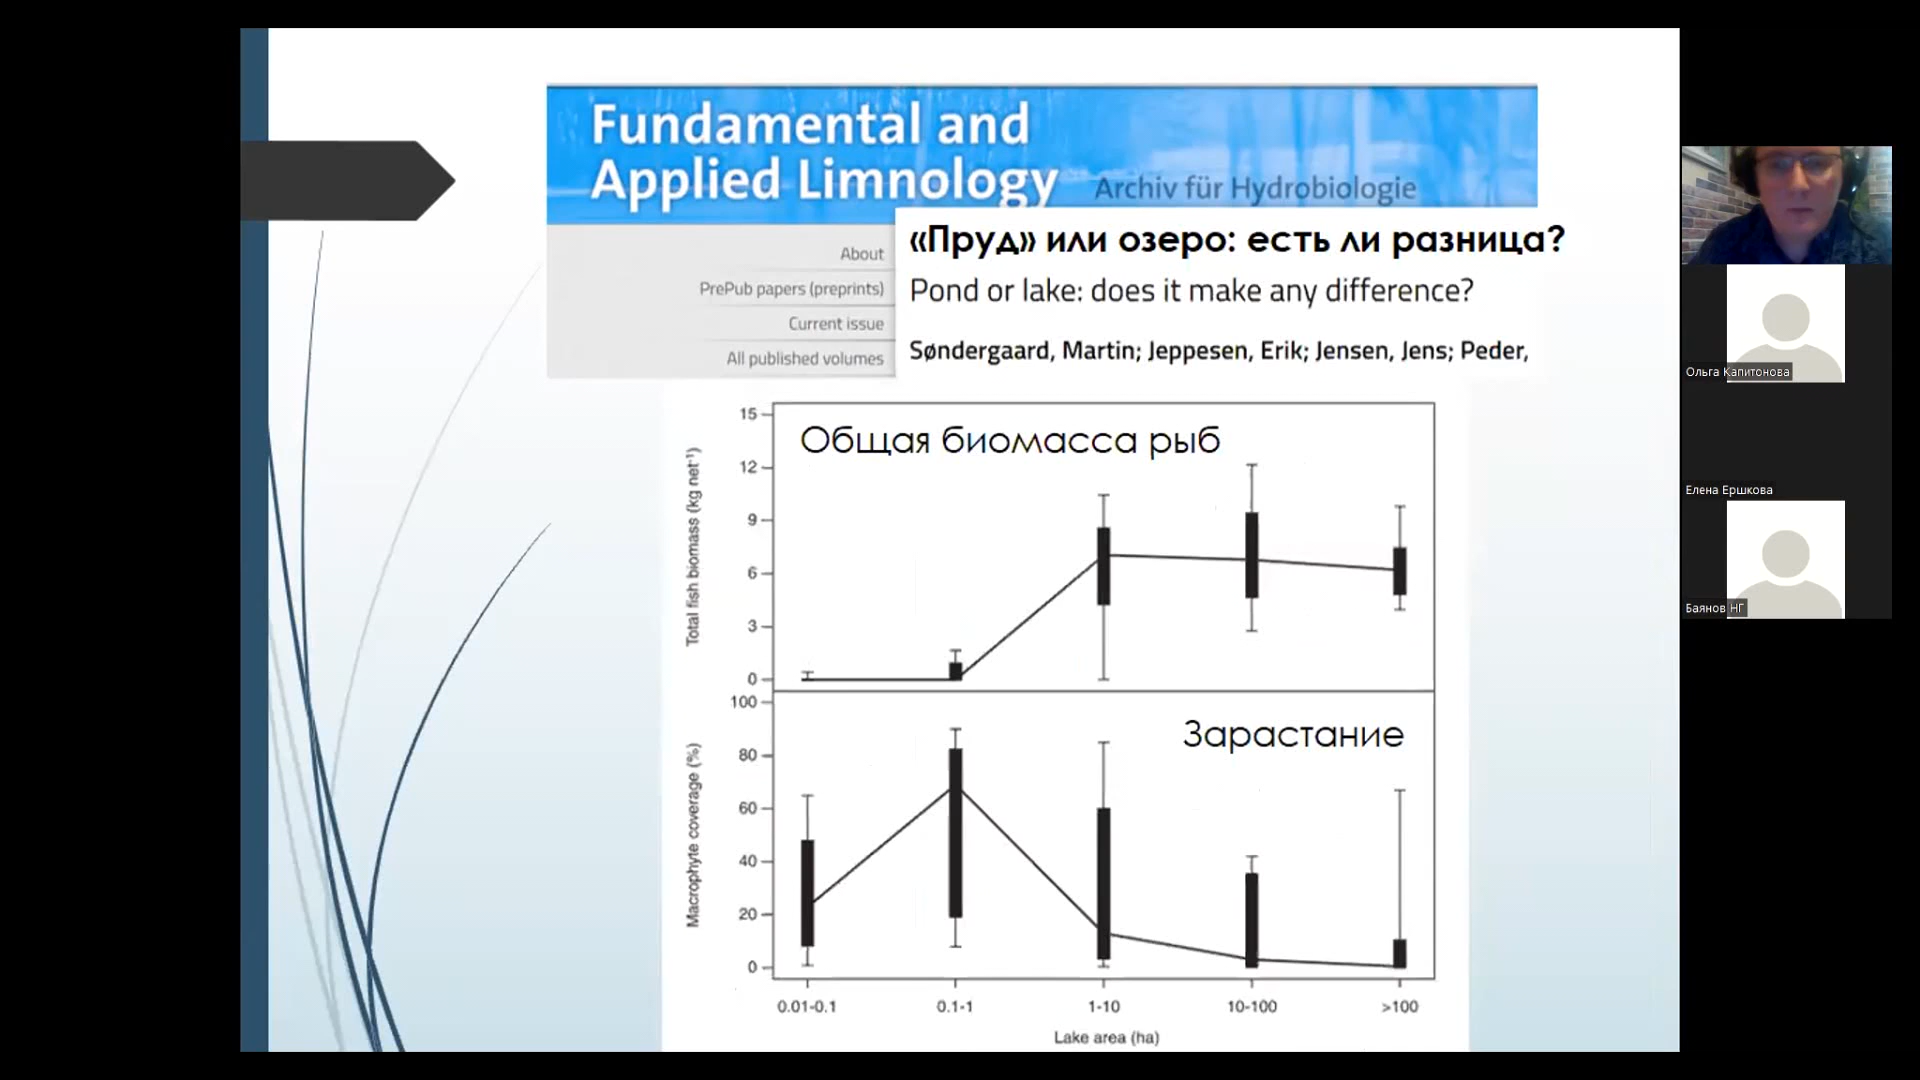 Fundamental and
Applied Limnology
Archiv für Hydrobiologie
About
PrePub papers (preprints)
Current issue
All published volumes
«Пруд» или озеро: есть ли разница?
Pond or lake: does it make any difference?
Søndergaard, Martin; Jeppesen, Erik; Jensen, Jens; Peder,
Общая биомасса рыб
Total fish biomass (kg net⁻¹)
15
12
9
6
3
0
Зарастание
Macrophyte coverage (%)
100
80
60
40
20
0
0.01-0.1
0.1-1
1-10
10-100
>100
Lake area (ha)
Ольга Капитонова
Елена Ершкова
Баянов НГ